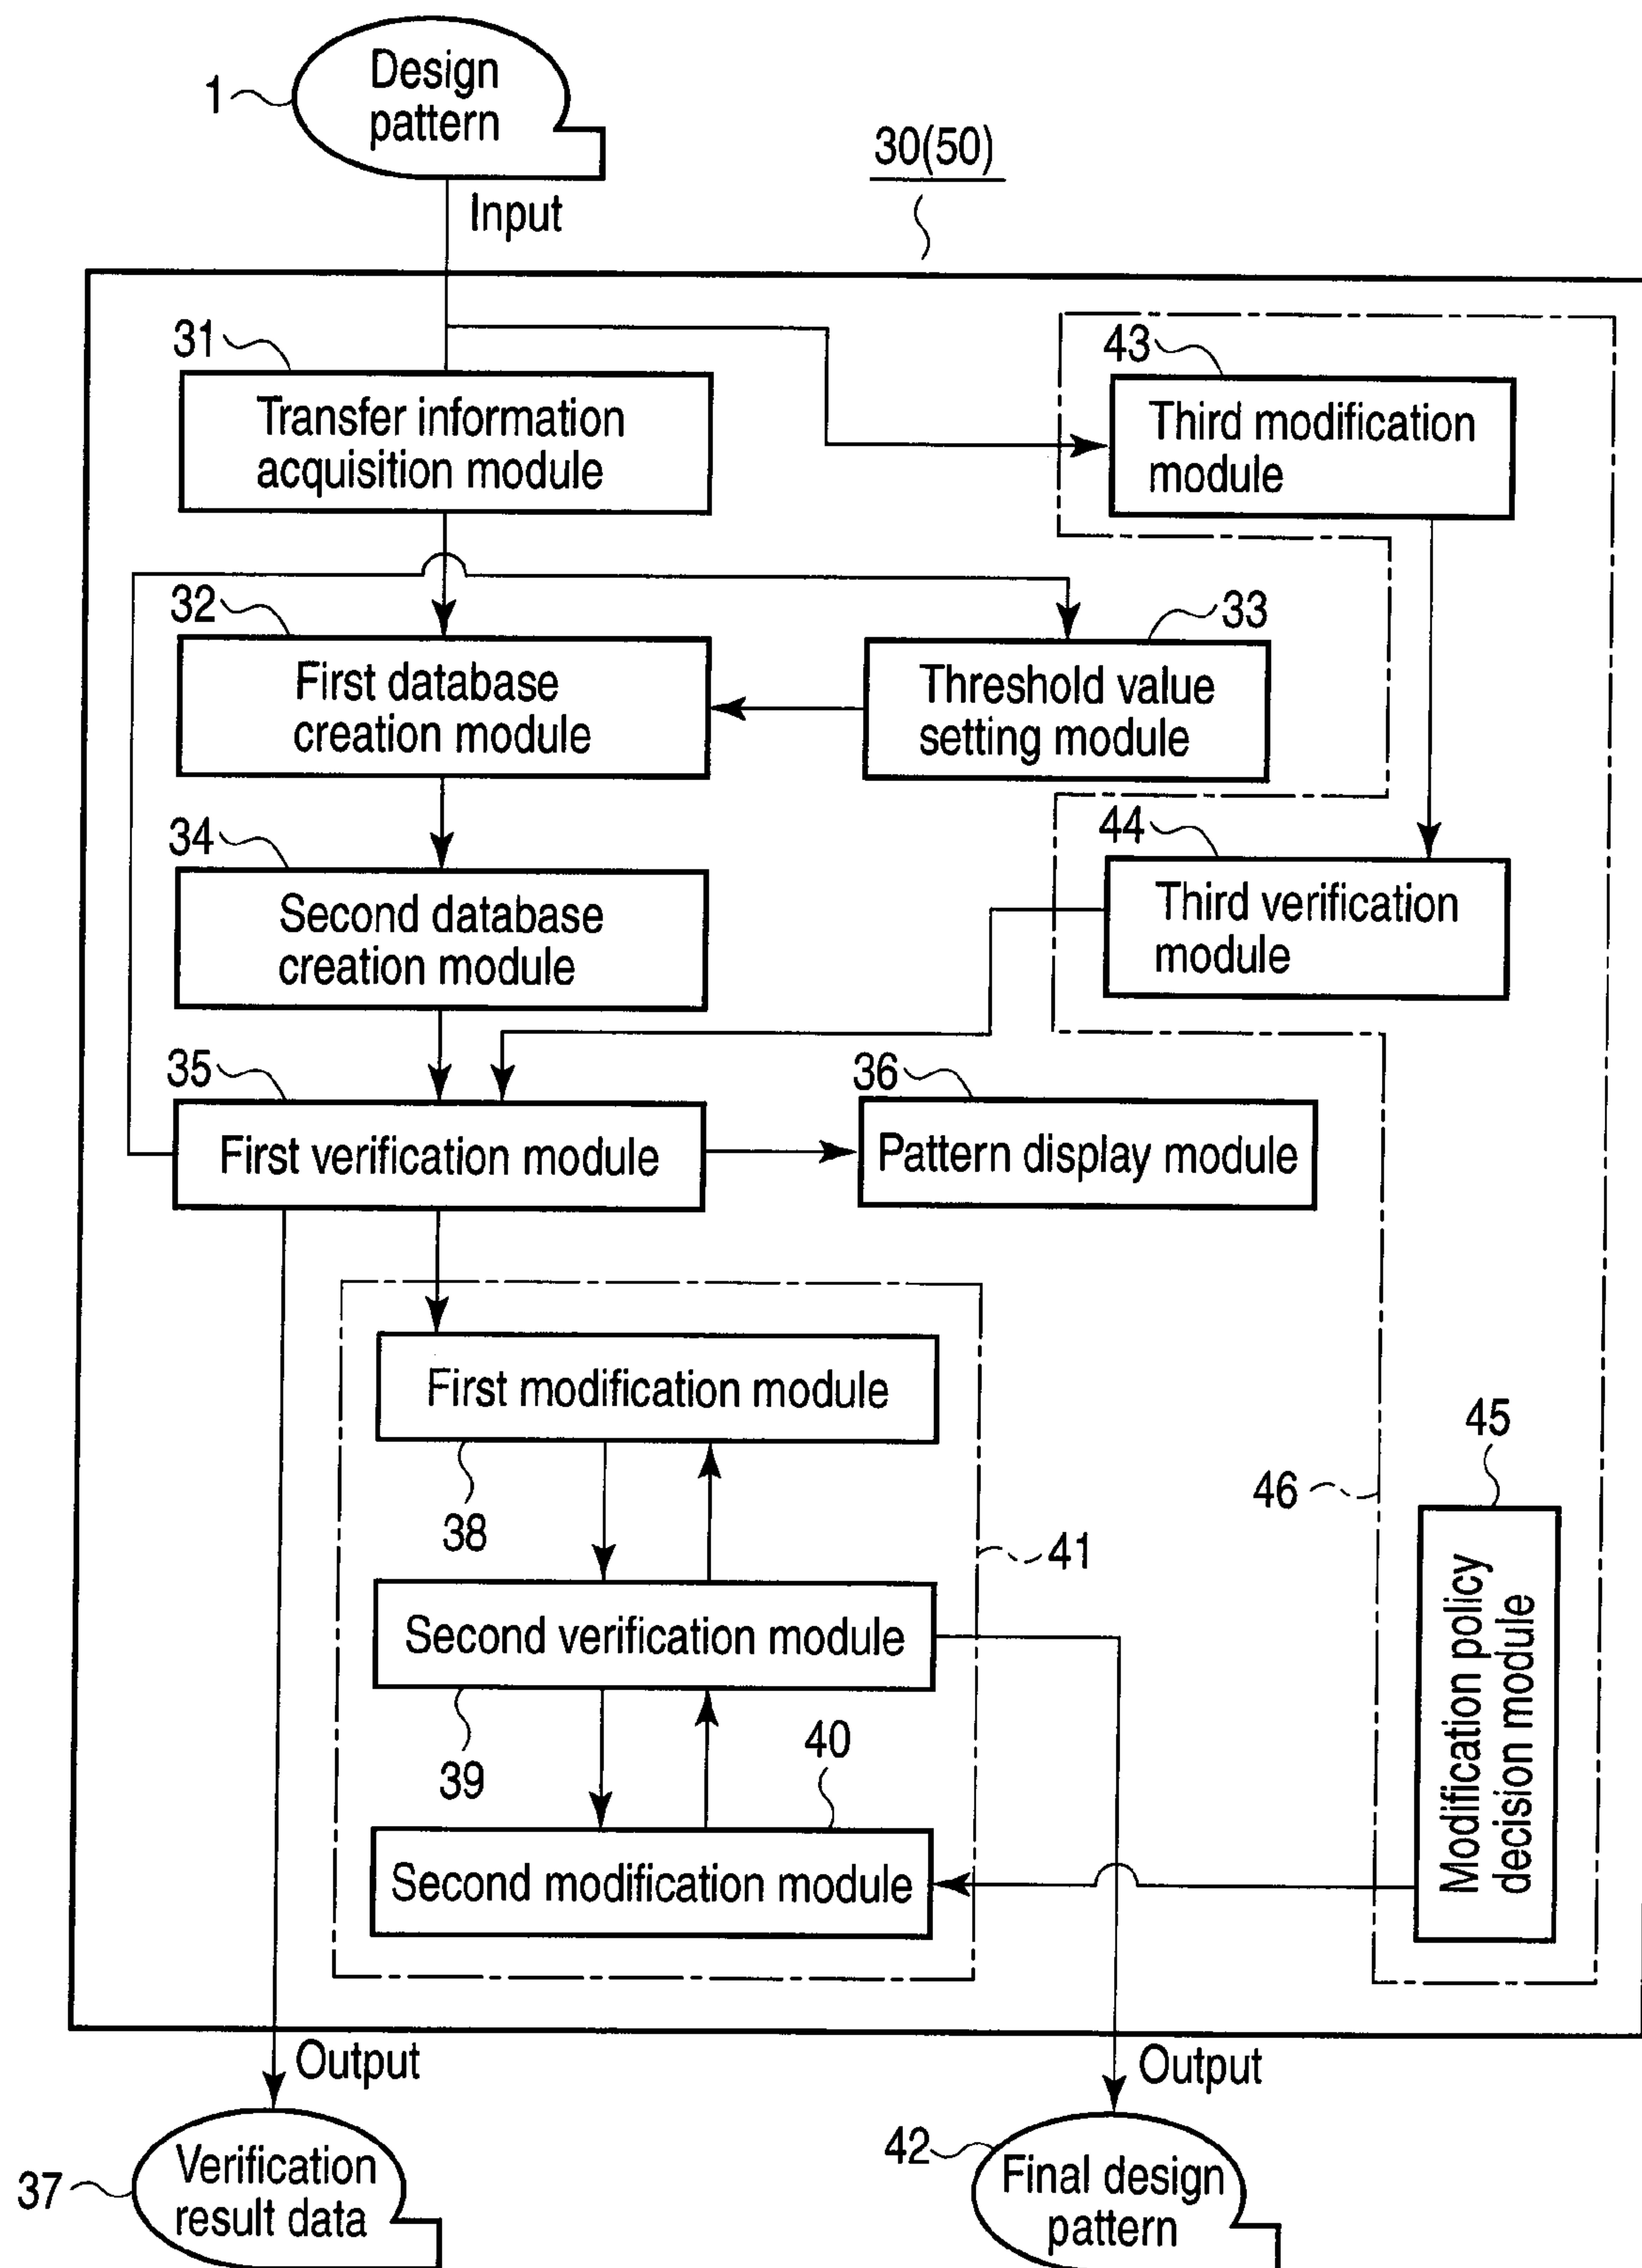 Design
pattern
1
30(50)
Input
31
43
Transfer information
acquisition module
Third modification
module
32
33
First database
creation module
Threshold value
setting module
34
44
Second database
creation module
Third verification
module
35
36
First verification module
Pattern display module
First modification module
38
45
46
41
Modification policy
decision module
Second verification module
39
40
Second modification module
Output
Output
37
Verification
result data
42
Final design
pattern